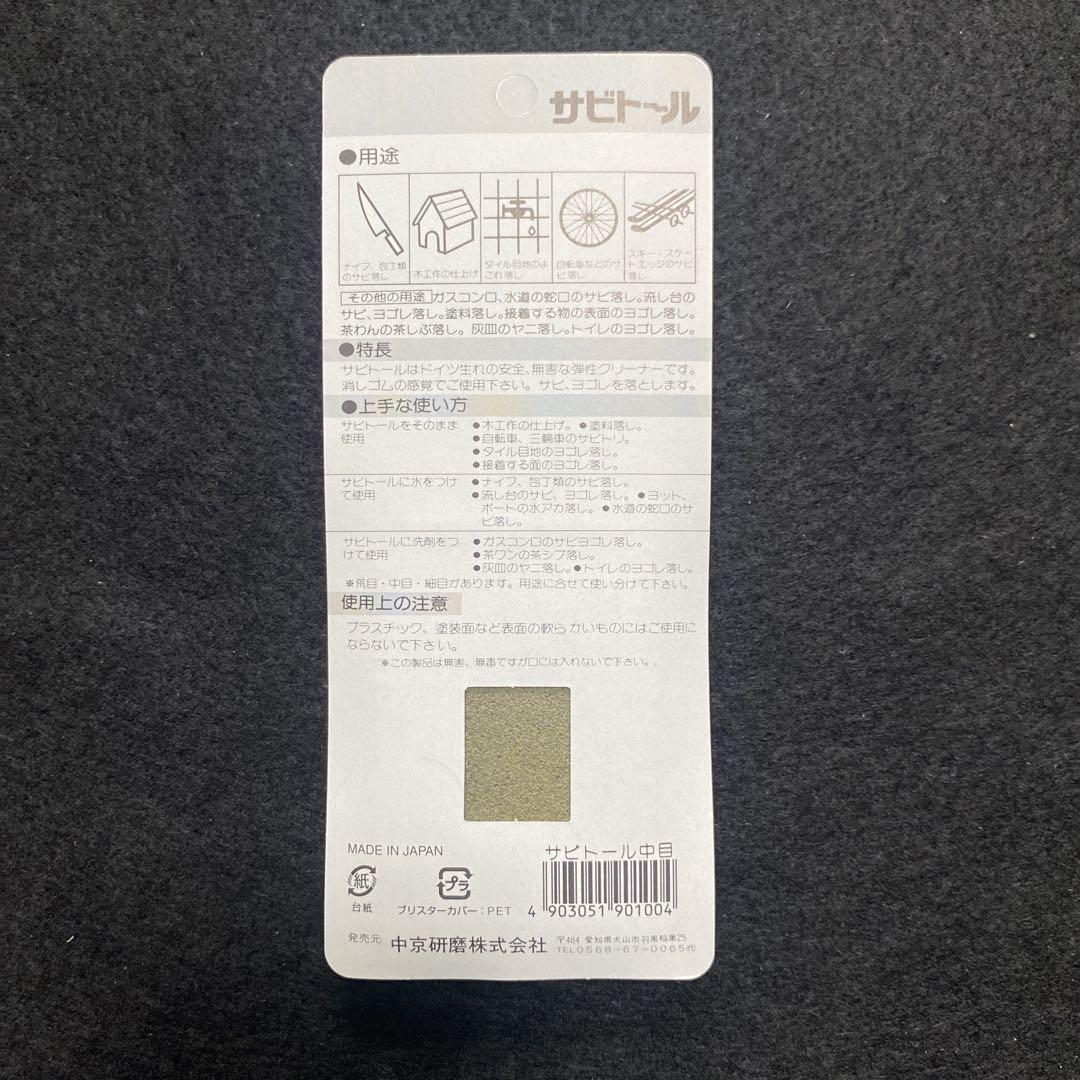 サビトール
●用途
ナイフ、包丁類のサビ落し
木工作の仕上げ
タイル目地のよごれ落し
自転車などのサビ落し
スキー・スケートエッジのサビ落し
その他の用途 ガスコンロ、水道の蛇口のサビ落し。流し台の
サビ、ヨゴレ落し。塗料落し。接着する物の表面のヨゴレ落し。
茶わんの茶しぶ落し。灰皿のヤニ落し。トイレのヨゴレ落し。
●特長
サビトールはドイツ生れの安全、無害な弾性クリーナーです。
消しゴムの感覚でご使用下さい。サビ、ヨゴレを落とします。
●上手な使い方
サビトールをそのまま
使用
●木工作の仕上げ。●塗料落し。
●自転車、三輪車のサビトリ。
●タイル目地のヨゴレ落し。
●接着する面のヨゴレ落し。
サビトールに水をつけ
て使用
●ナイフ、包丁類のサビ落し。
●流し台のサビ、ヨゴレ落し。●ヨット、
ボートの水アカ落し。●水道の蛇口のサ
ビ落し。
サビトールに洗剤をつ
けて使用
●ガスコンロのサビヨゴレ落し。
●茶ワンの茶シブ落し。
●灰皿のヤニ落し。●トイレのヨゴレ落し。
※荒目・中目・細目があります。用途に合せて使い分けて下さい。
使用上の注意
プラスチック、塗装面など表面の軟らかいものにはご使用に
ならないで下さい。
※この製品は無害、無毒ですが口には入れないで下さい。
MADE IN JAPAN
サビトール中目
紙
台紙
プラ
ブリスターカバー:PET
4 903051 901004
発売元 中京研磨株式会社
〒484 愛知県犬山市羽黒稲葉25
TEL0568-67-0065代